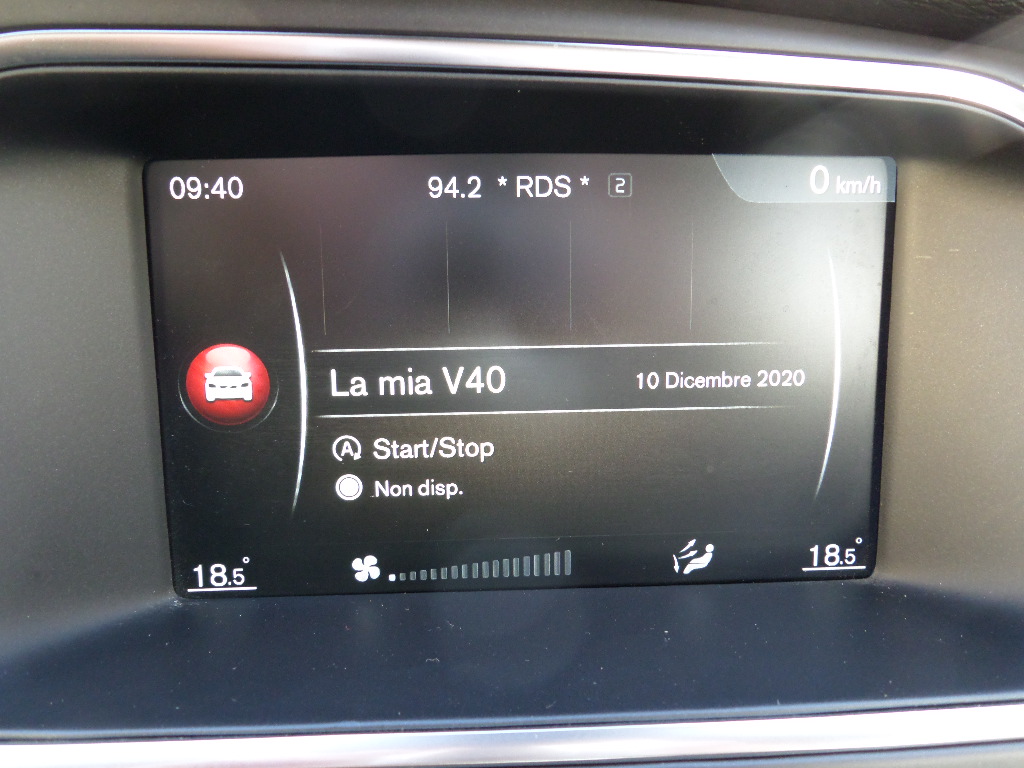 09:40 94.2 * RDS * 2 0 km/h
La mia V40 10 Dicembre 2020
A Start/Stop
Non disp.
18.5° 18.5°